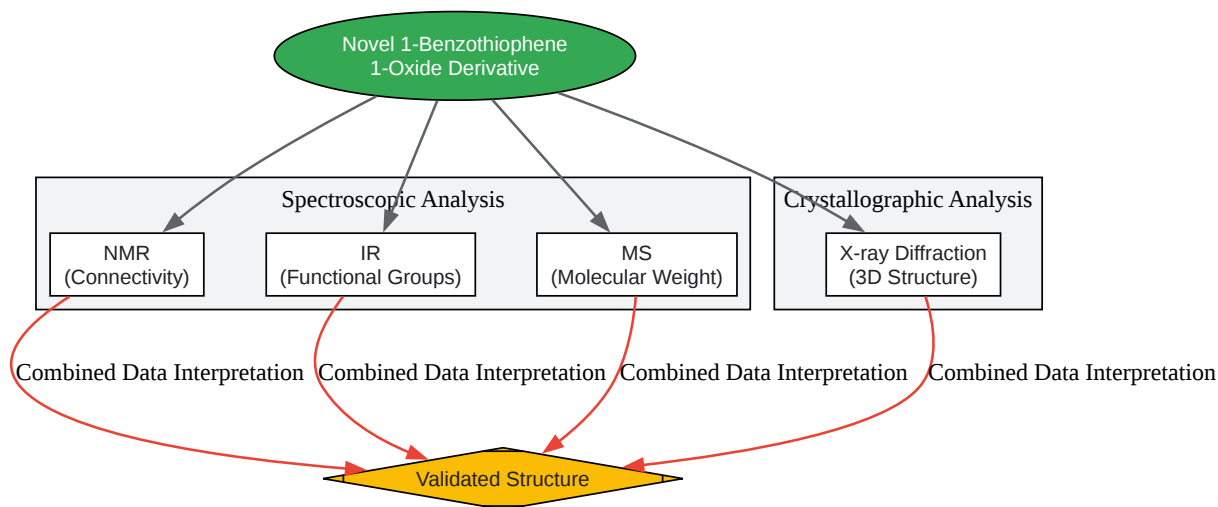 Novel 1-Benzothiophene
1-Oxide Derivative
Spectroscopic Analysis
Crystallographic Analysis
NMR
(Connectivity)
IR
(Functional Groups)
MS
(Molecular Weight)
X-ray Diffraction
(3D Structure)
Combined Data Interpretation
Combined Data Interpretation
Combined Data Interpretation
Combined Data Interpretation
Validated Structure